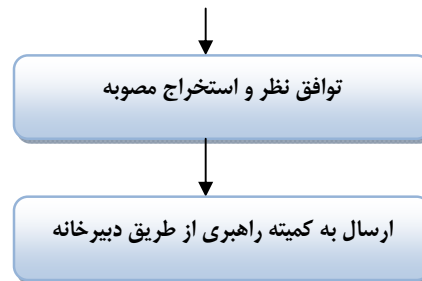 توافق نظر و استخراج مصوبه
ارسال به کمیته راهبری از طریق دبیرخانه